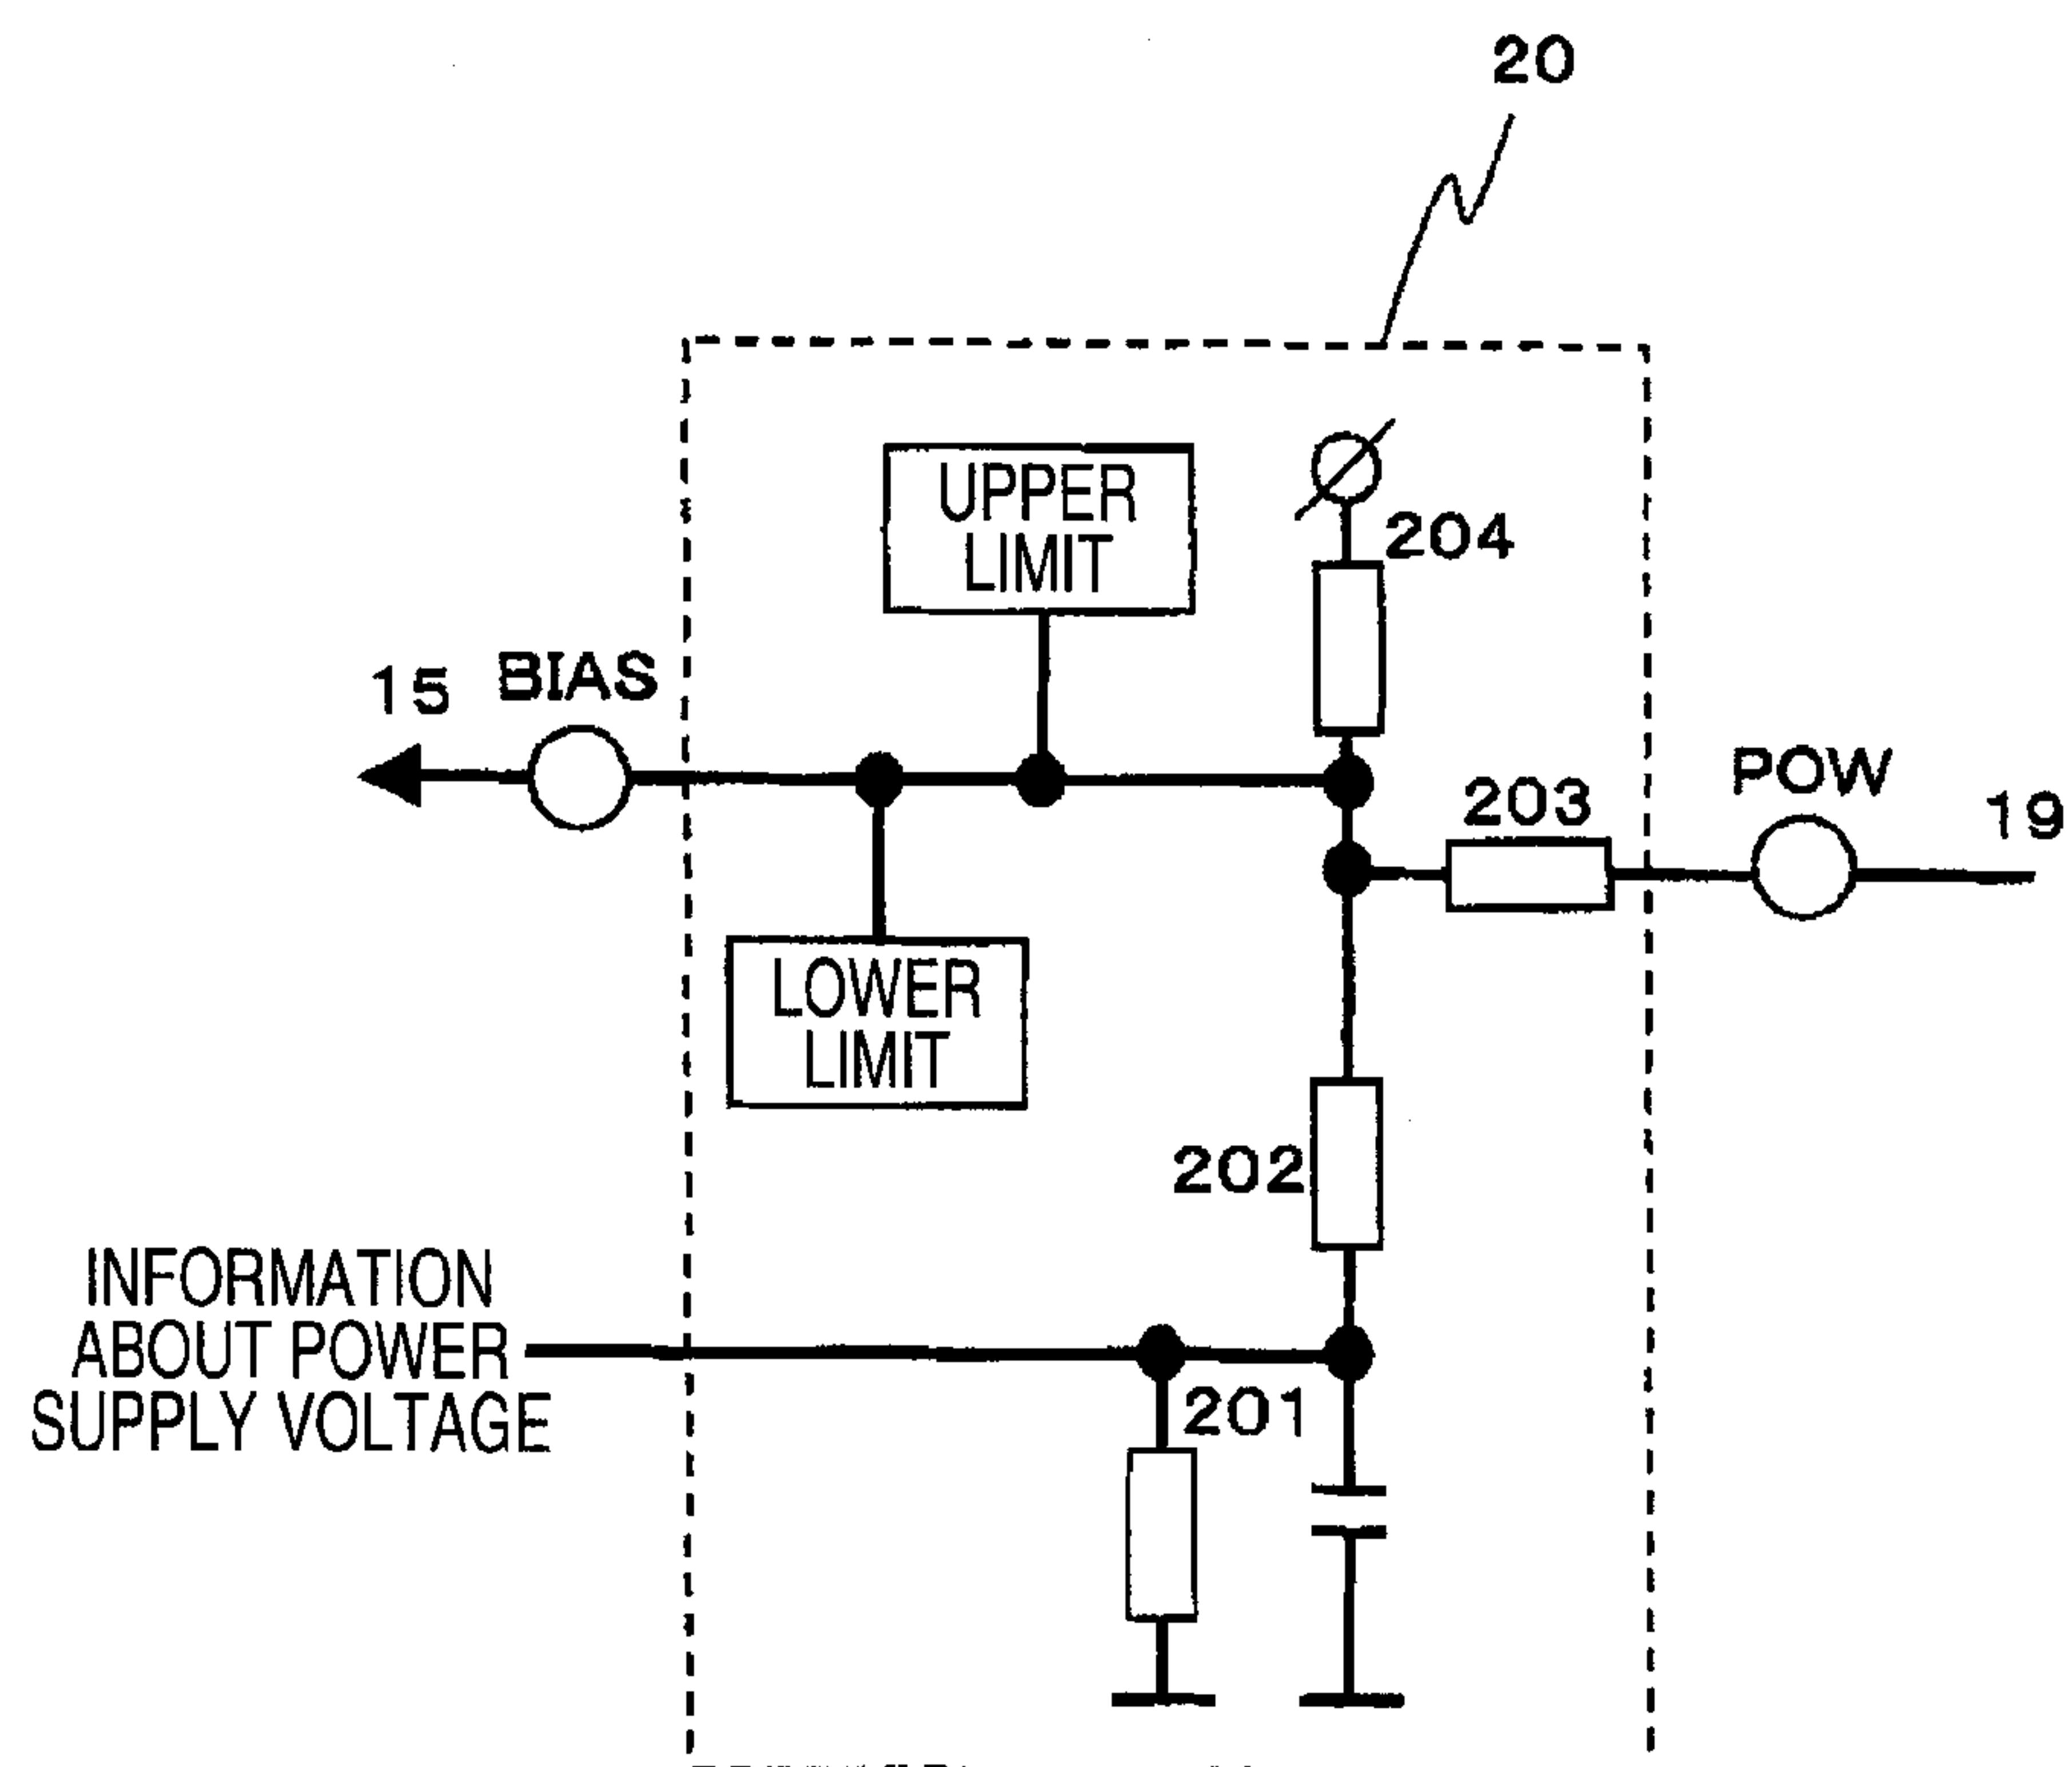 20
UPPER
LIMIT
204
15 BIAS
203
POW
19
LOWER
LIMIT
202
INFORMATION
ABOUT POWER
SUPPLY VOLTAGE
201